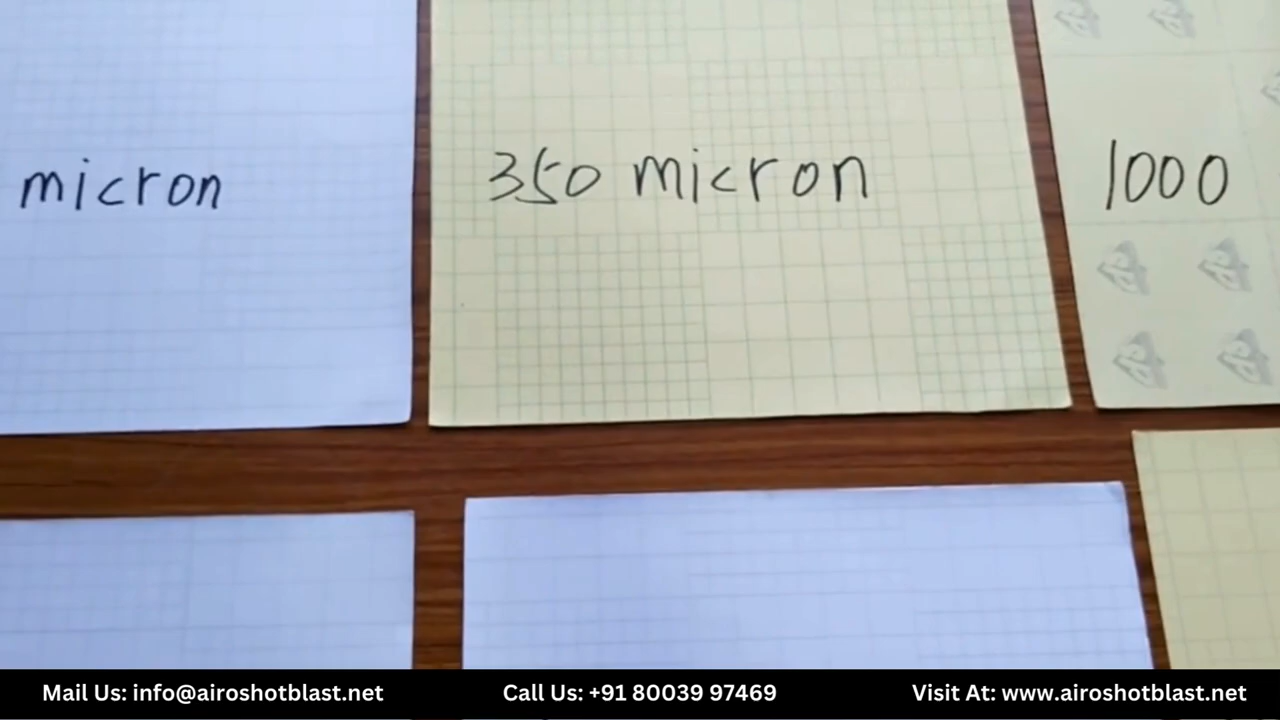 micron
350 micron
1000
Mail Us: info@airoshotblast.net
Call Us: +91 80039 97469
Visit At: www.airoshotblast.net